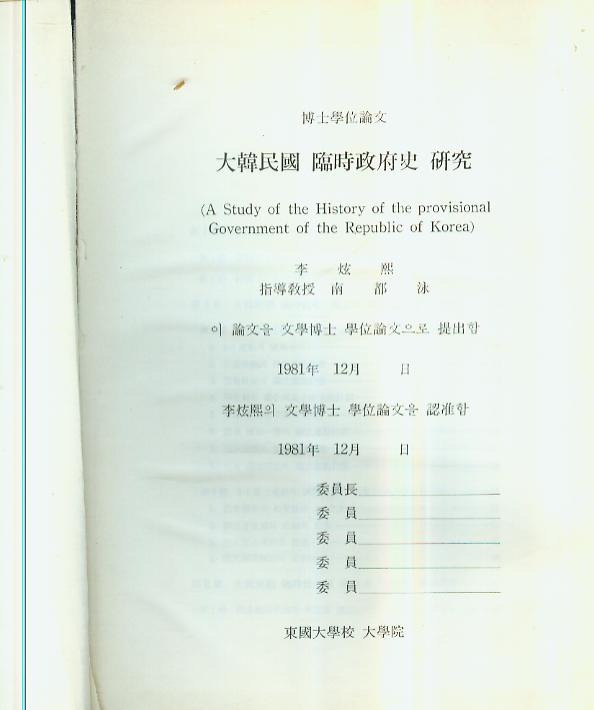 博士學位論文
大韓民國 臨時政府史 硏究
(A Study of the History of the provisional
Government of the Republic of Korea)
李 炫 熙
指導敎授 南 都 泳
이 論文을 文學博士 學位論文으로 提出함
1981年 12月 日
李炫熙의 文學博士 學位論文을 認准함
1981年 12月 日
委員長
委 員
委 員
委 員
委 員
東國大學校 大學院